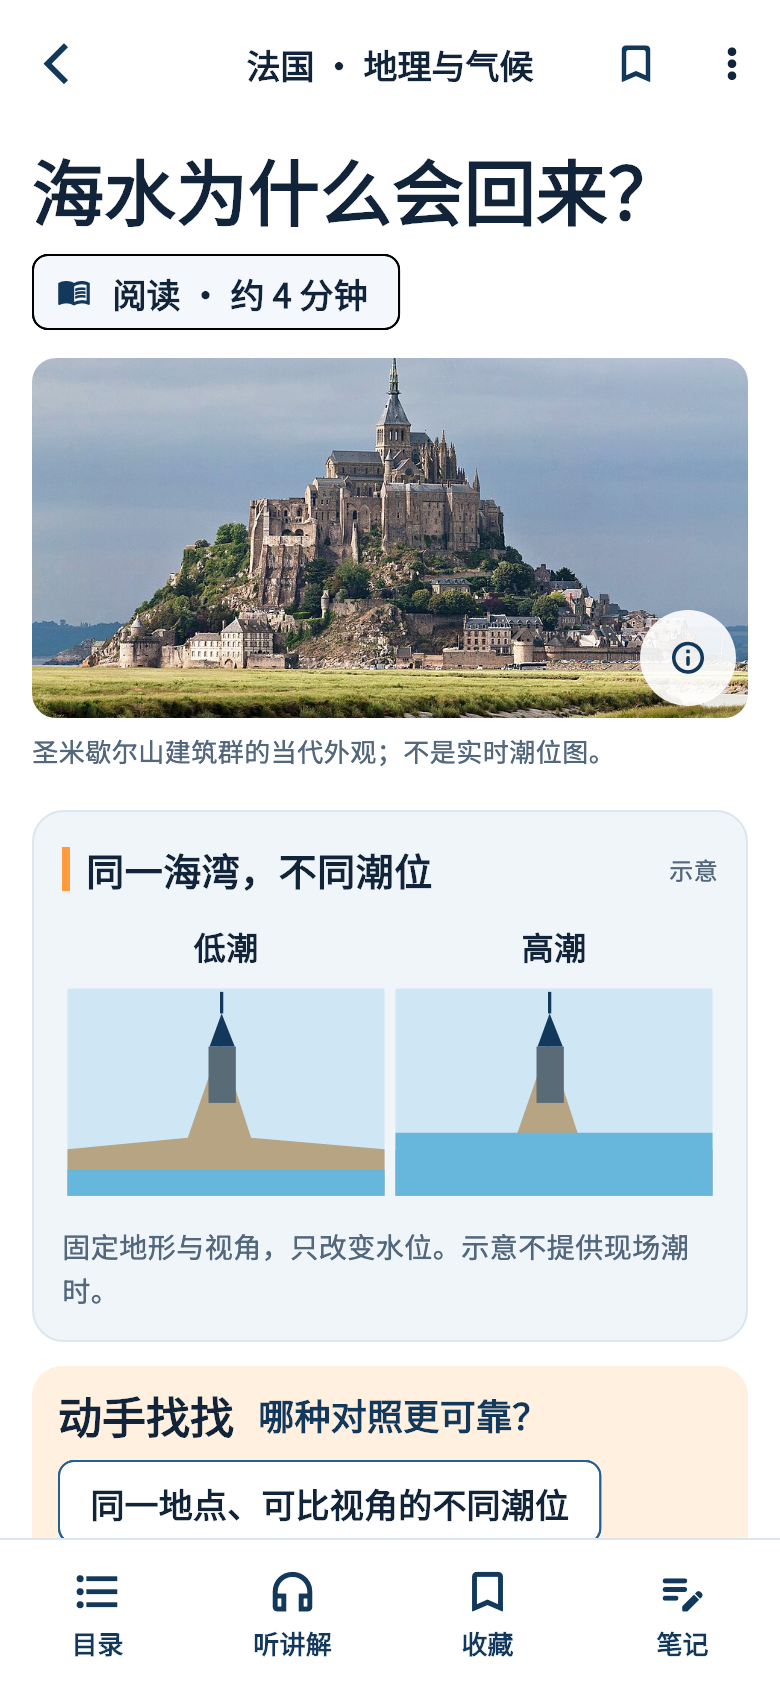 法国 · 地理与气候
海水为什么会回来？
阅读 · 约 4 分钟
圣米歇尔山建筑群的当代外观；不是实时潮位图。
同一海湾，不同潮位
示意
低潮
高潮
固定地形与视角，只改变水位。示意不提供现场潮
时。
动手找找 哪种对照更可靠？
同一地点、可比视角的不同潮位
目录
听讲解
收藏
笔记